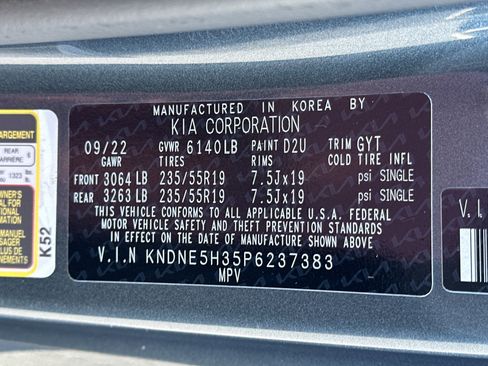 MANUFACTURED IN KOREA BY
KIA CORPORATION
09/22 GVWR 6140LB PAINT D2U TRIM GYT
GAWR TIRES RIMS COLD TIRE INFL
FRONT 3064 LB 235/55R19 7.5Jx19 psi SINGLE
REAR 3263 LB 235/55R19 7.5Jx19 psi SINGLE
THIS VEHICLE CONFORMS TO ALL APPLICABLE U.S.A. FEDERAL
MOTOR VEHICLE SAFETY AND THEFT PREVENTION STANDARDS
IN EFFECT ON THE DATE OF MANUFACTURE SHOWN ABOVE
V.I.N KNDNE5H35P6237383
MPV
REAR
1323
K52
V.I.